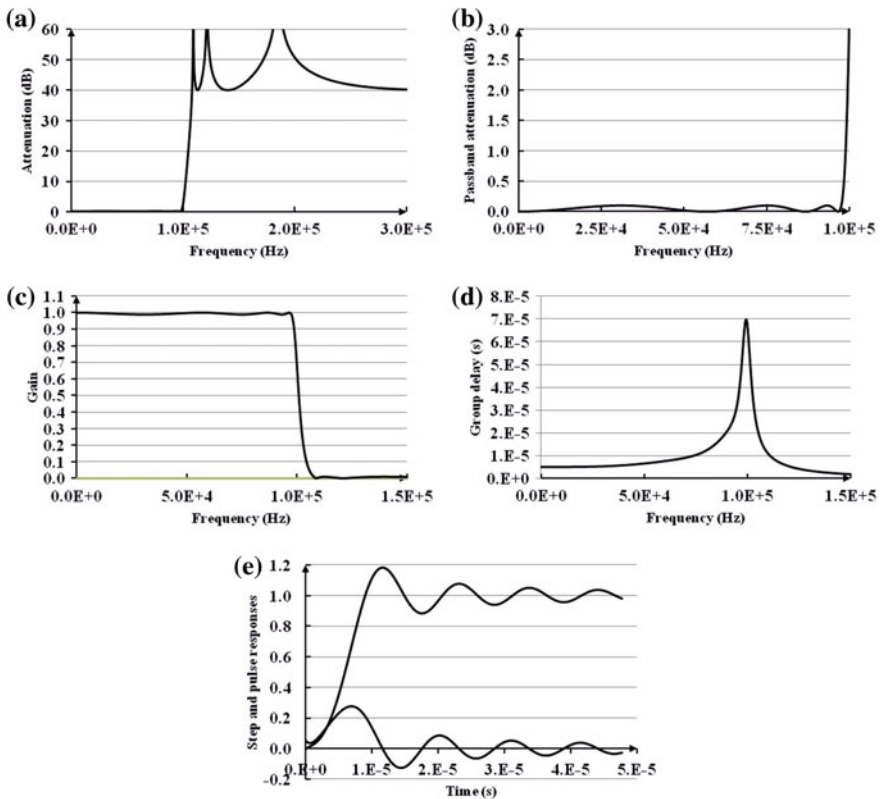 (a)
Attenuation (dB)
60
50
40
30
20
10
0
0.0E+0 1.0E+5 2.0E+5 3.0E+5
Frequency (Hz)
(b)
Passband attenuation (dB)
3.0
2.5
2.0
1.5
1.0
0.5
0.0
0.0E+0 2.5E+4 5.0E+4 7.5E+4 1.0E+5
Frequency (Hz)
(c)
Gain
1.1
1.0
0.9
0.8
0.7
0.6
0.5
0.4
0.3
0.2
0.1
0.0
0.0E+0 5.0E+4 1.0E+5 1.5E+5
Frequency (Hz)
(d)
Group delay (s)
8.E-5
7.E-5
6.E-5
5.E-5
4.E-5
3.E-5
2.E-5
1.E-5
0.E+0
0.0E+0 5.0E+4 1.0E+5 1.5E+5
Frequency (Hz)
(e)
Step and pulse responses
1.2
1.0
0.8
0.6
0.4
0.2
0.0
-0.2
0.E+0 1.E-5 2.E-5 3.E-5 4.E-5 5.E-5
Time (s)